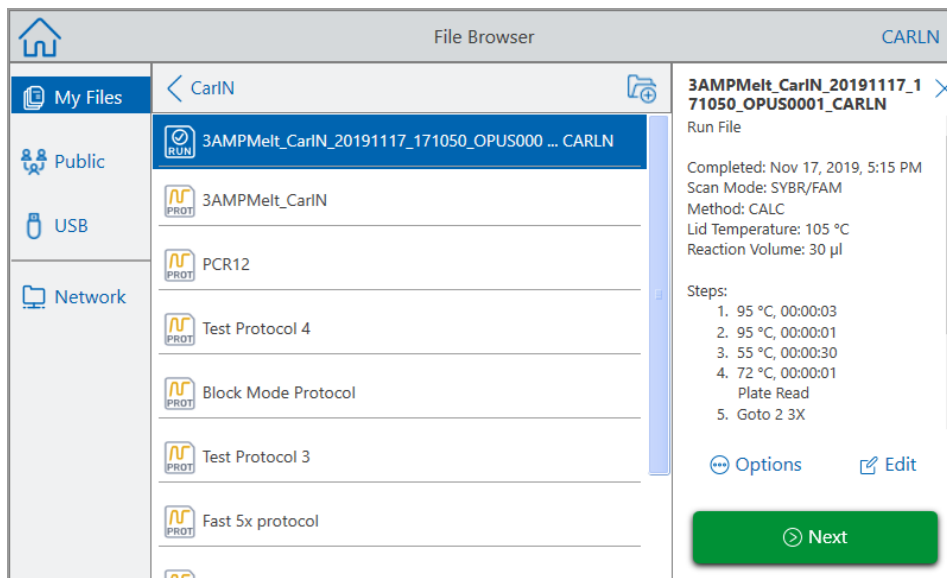 File Browser
CARLN
My Files
Public
USB
Network
CarlN
RUN
3AMPMelt_CarlN_20191117_171050_OPUS000 ... CARLN
PROT
3AMPMelt_CarlN
PROT
PCR12
PROT
Test Protocol 4
PROT
Block Mode Protocol
PROT
Test Protocol 3
PROT
Fast 5x protocol
3AMPMelt_CarlN_20191117_1
71050_OPUS0001_CARLN
Run File
Completed: Nov 17, 2019, 5:15 PM
Scan Mode: SYBR/FAM
Method: CALC
Lid Temperature: 105 °C
Reaction Volume: 30 µl
Steps:
1. 95 °C, 00:00:03
2. 95 °C, 00:00:01
3. 55 °C, 00:00:30
4. 72 °C, 00:00:01
Plate Read
5. Goto 2 3X
Options
Edit
Next